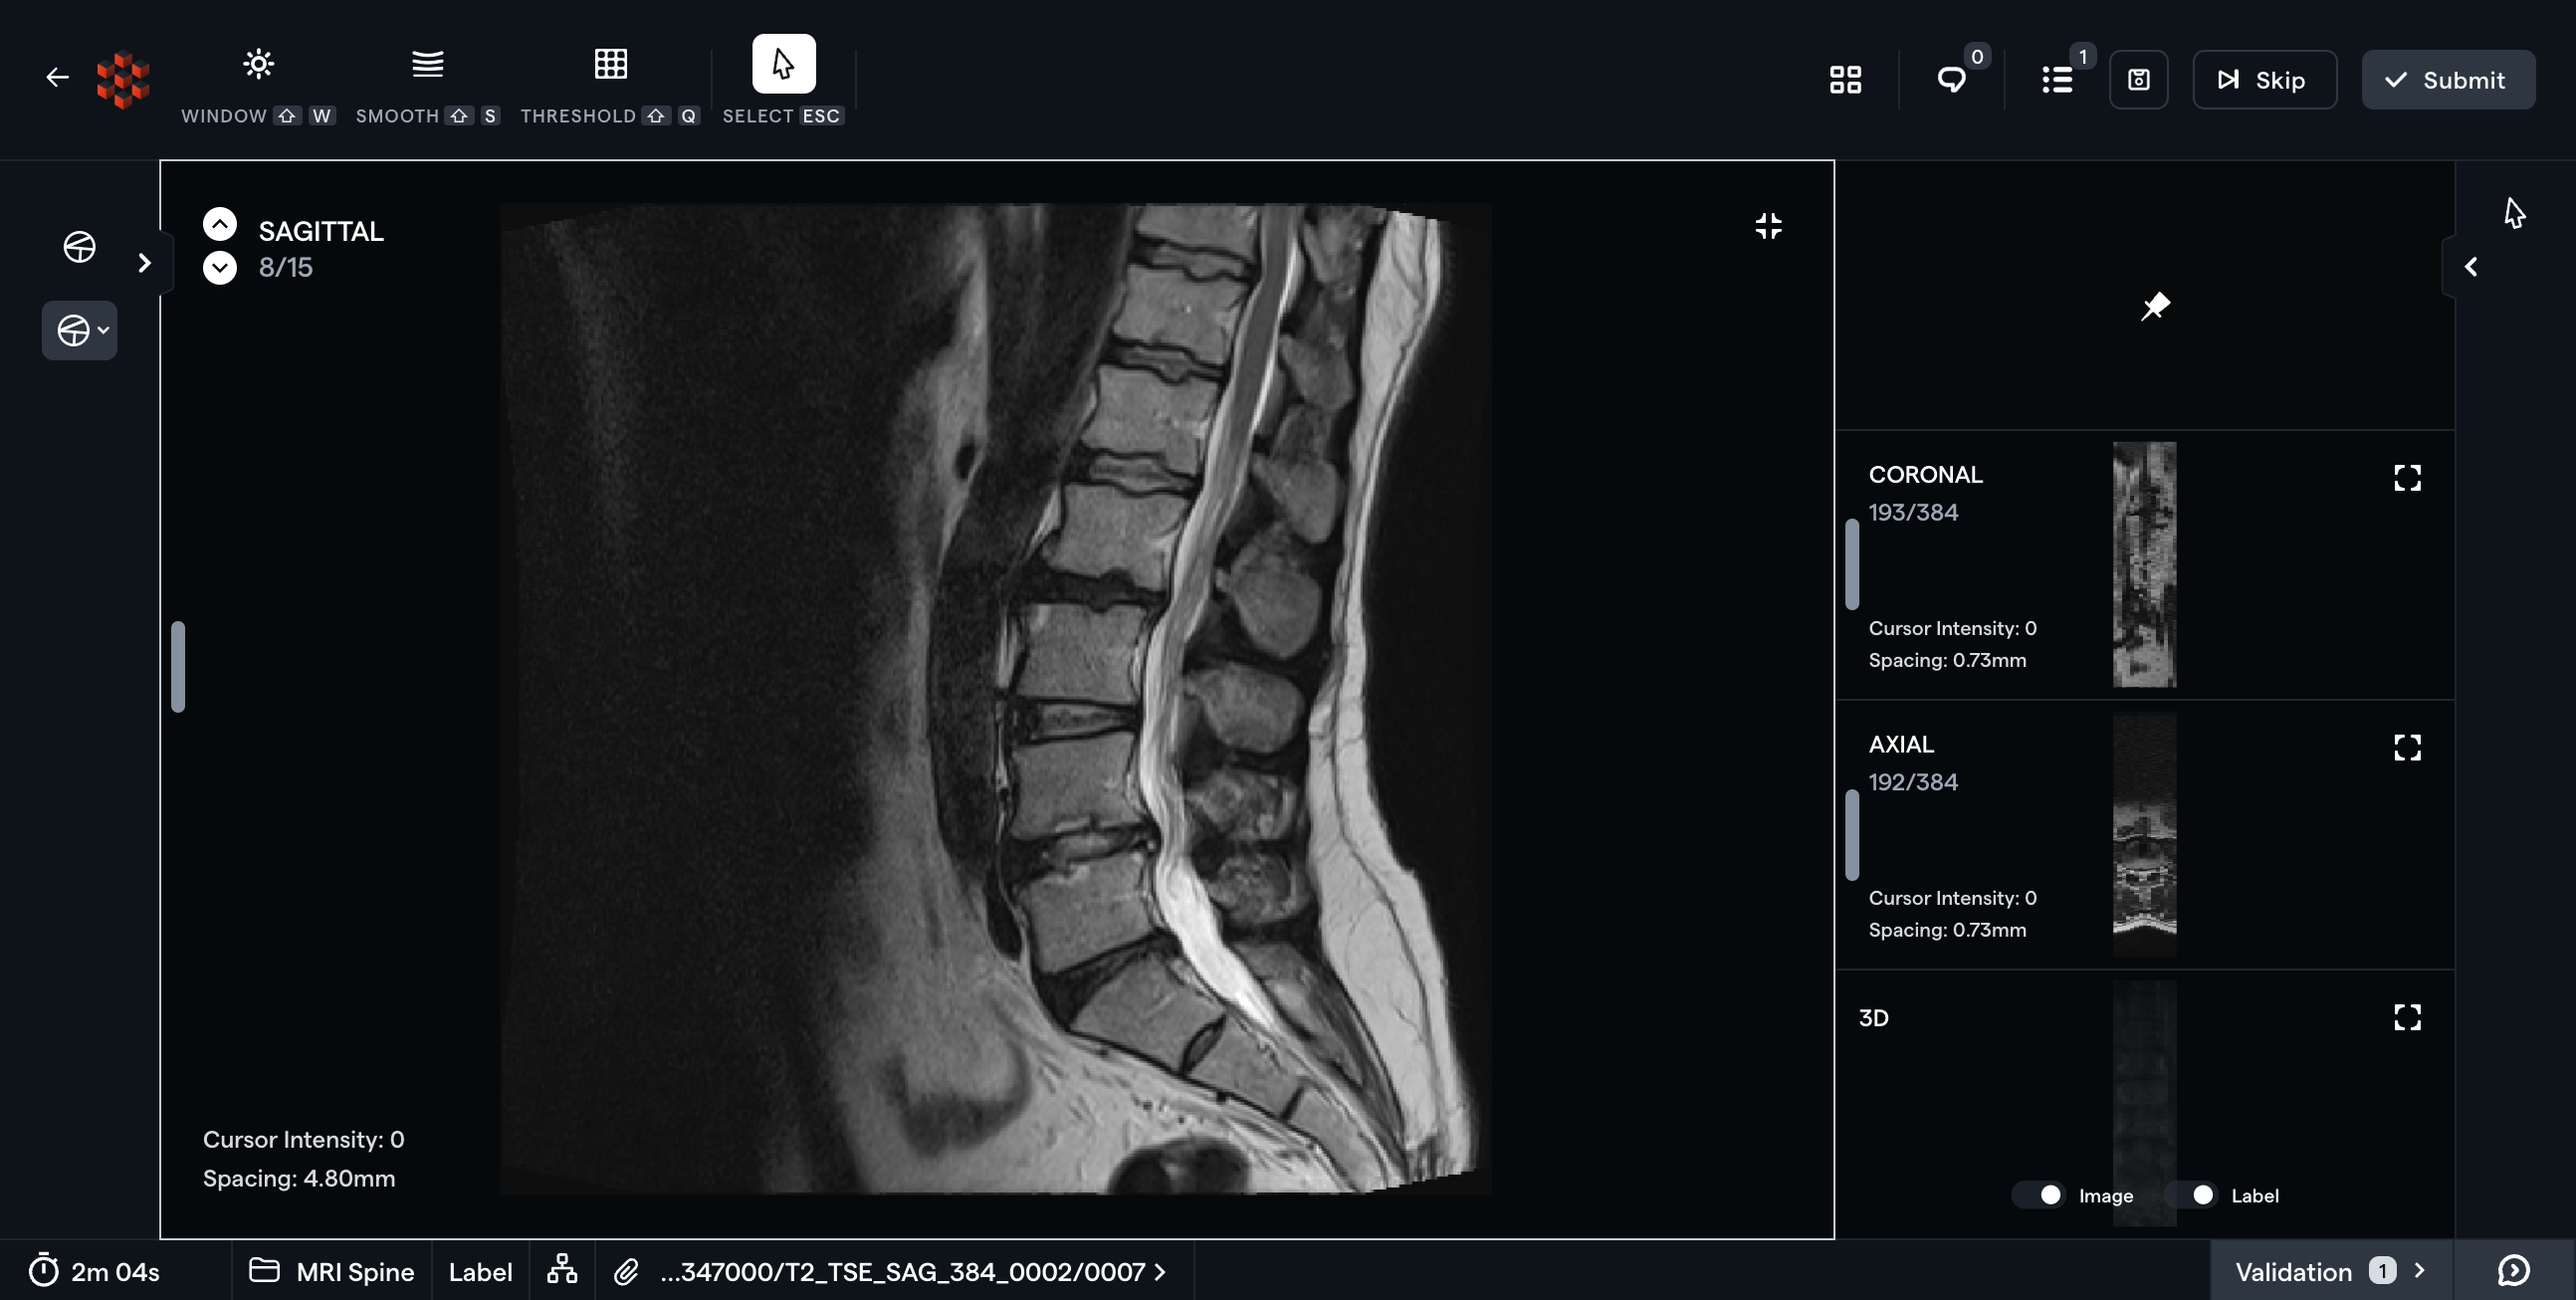 0
1
Skip
Submit
WINDOW ⇧ W
SMOOTH ⇧ S
THRESHOLD ⇧ Q
SELECT ESC
SAGITTAL
8/15
CORONAL
193/384
Cursor Intensity: 0
Spacing: 0.73mm
AXIAL
192/384
Cursor Intensity: 0
Spacing: 0.73mm
3D
Cursor Intensity: 0
Spacing: 4.80mm
Image
Label
2m 04s
MRI Spine
Label
...347000/T2_TSE_SAG_384_0002/0007
Validation 1